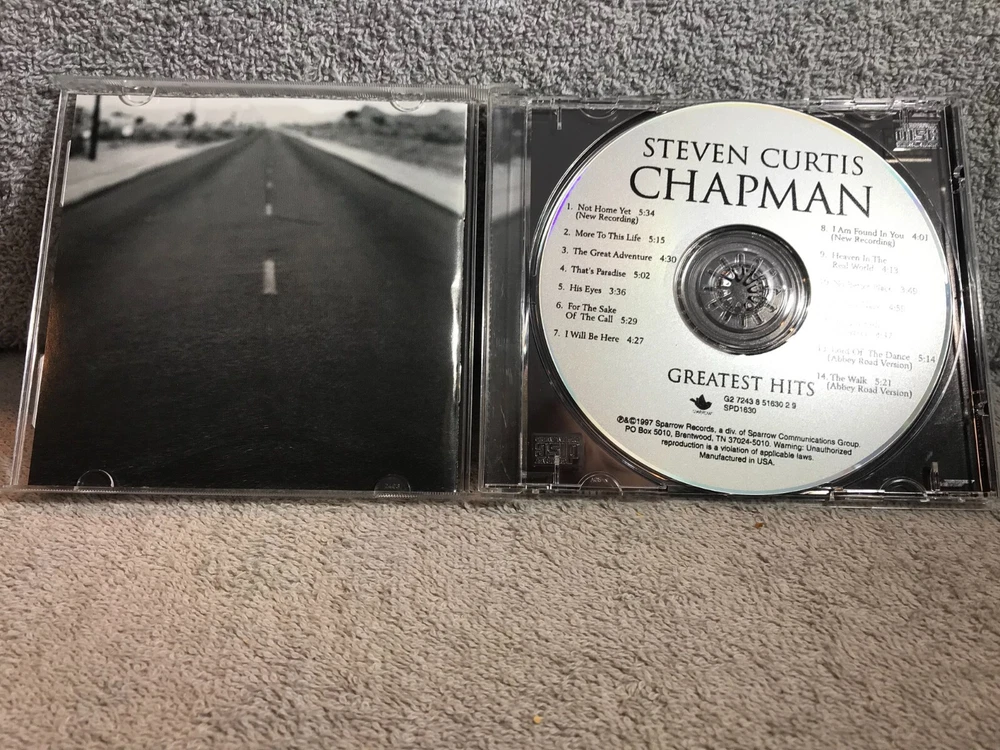 STEVEN CURTIS
CHAPMAN
1. Not Home Yet 5:34
(New Recording)
2. More To This Life 5:15
3. The Great Adventure 4:30
4. That's Paradise 5:02
5. His Eyes 3:36
6. For The Sake
Of The Call 5:29
7. I Will Be Here 4:27
8. I Am Found In You 4:01
(New Recording)
9. Heaven In The
Real World 4:13
Lord Of The Dance 5:14
(Abbey Road Version)
14. The Walk 5:21
(Abbey Road Version)
GREATEST HITS
SPARROW
G2 7243 8 51630 2 9
SPD1630
℗&©1997 Sparrow Records, a div. of Sparrow Communications Group.
PO Box 5010, Brentwood, TN 37024-5010. Warning: Unauthorized
reproduction is a violation of applicable laws.
Manufactured in USA.